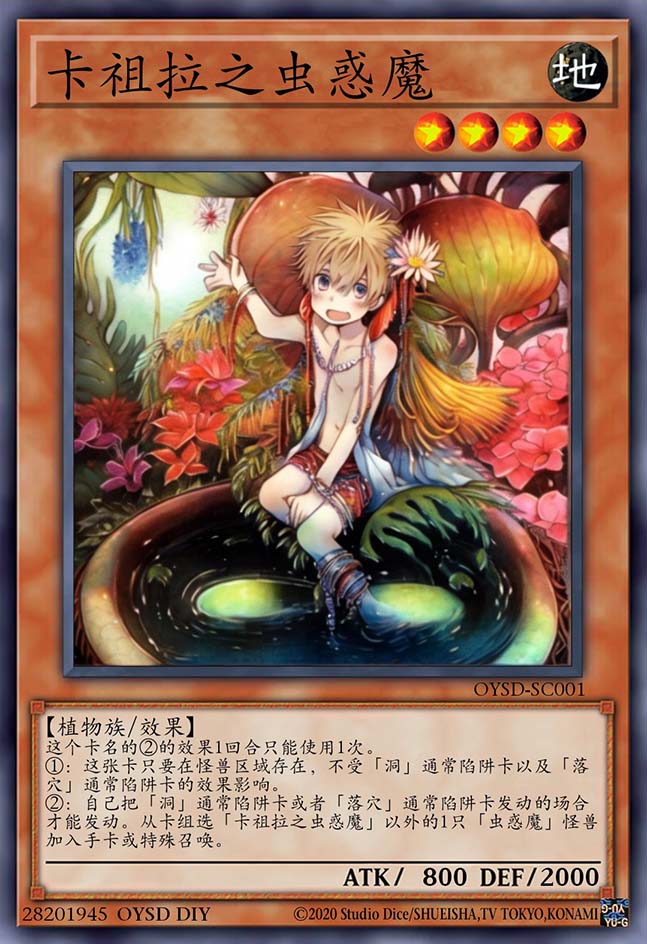 卡祖拉之虫惑魔
地
OYSD-SC001
【植物族/效果】
这个卡名的②的效果1回合只能使用1次。
①：这张卡只要在怪兽区域存在，不受「洞」通常陷阱卡以及「落
穴」通常陷阱卡的效果影响。
②：自己把「洞」通常陷阱卡或者「落穴」通常陷阱卡发动的场合
才能发动。从卡组选「卡祖拉之虫惑魔」以外的1只「虫惑魔」怪兽
加入手卡或特殊召唤。
ATK/ 800 DEF/2000
28201945 OYSD DIY ©2020 Studio Dice/SHUEISHA,TV TOKYO,KONAMI
YU-G
YU-G